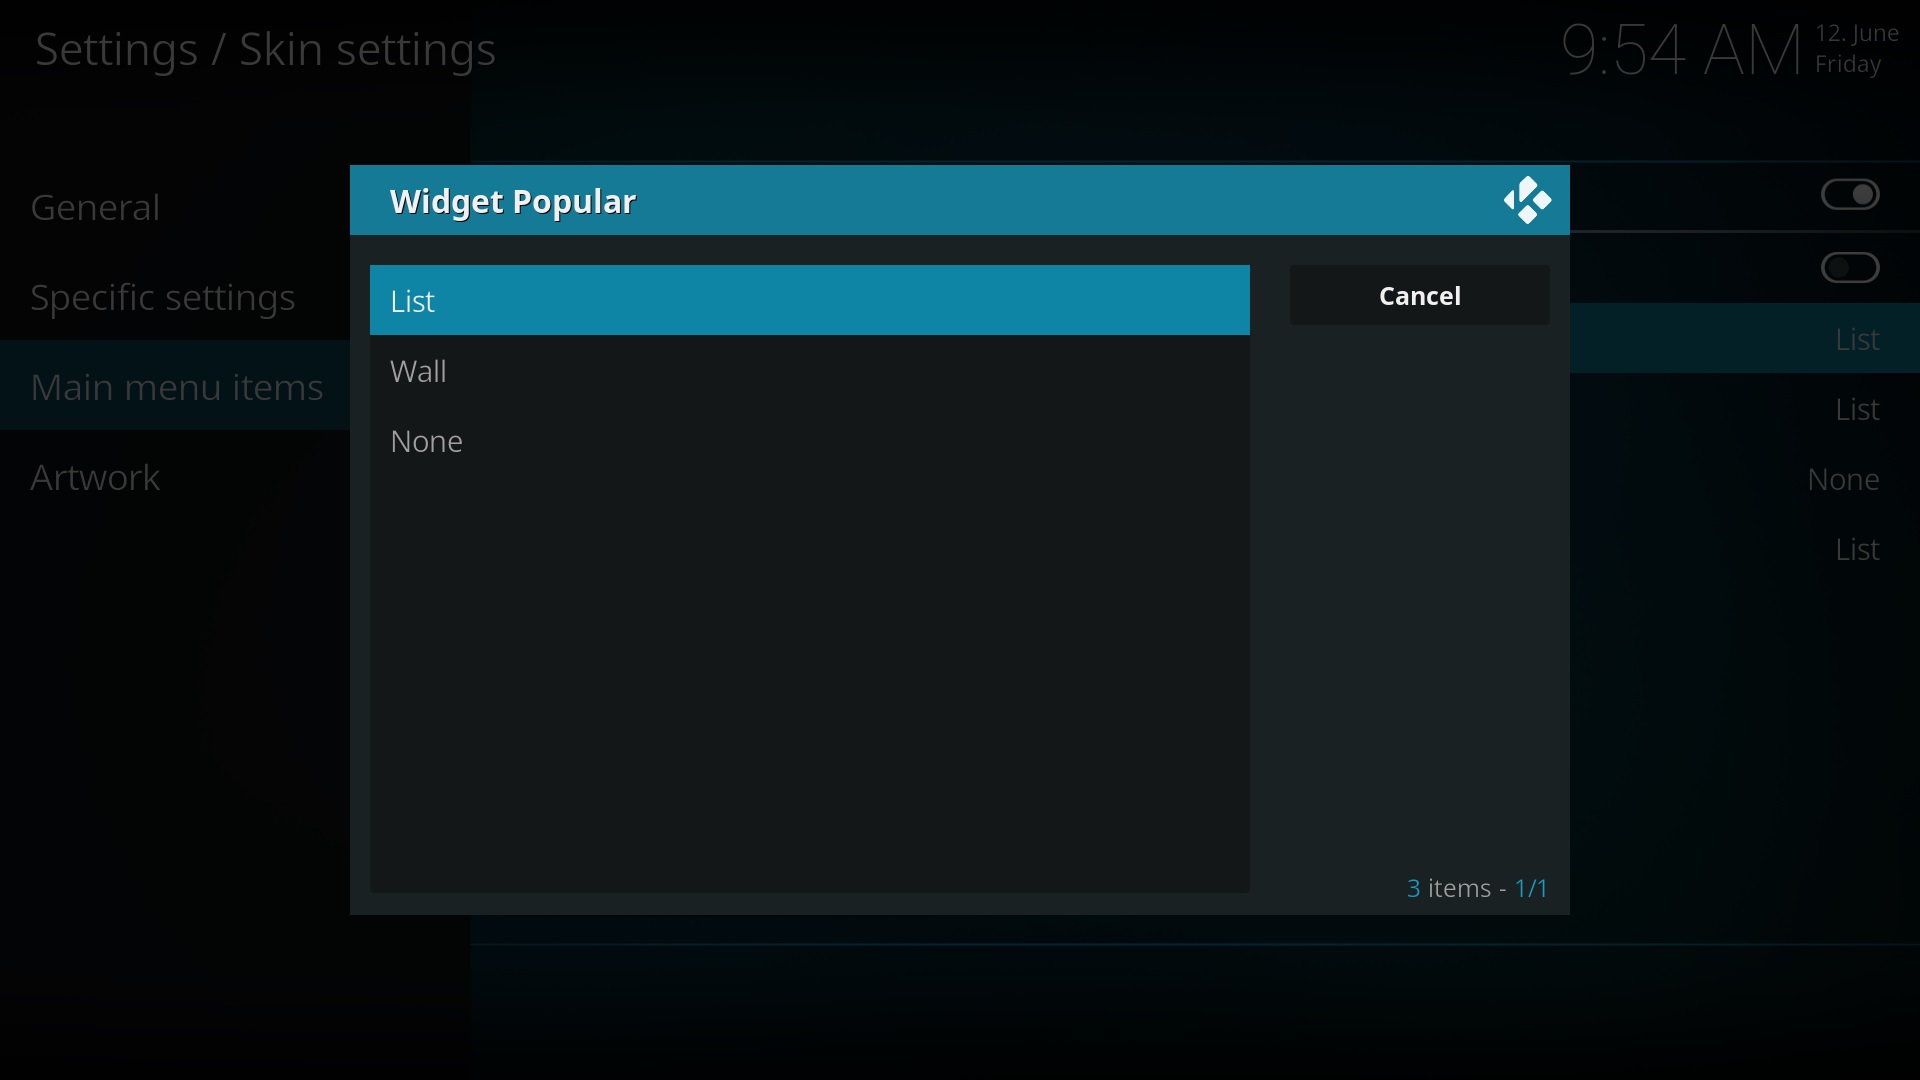 Settings / Skin settings
9:54 AM
12. June
Friday
General
Specific settings
Main menu items
Artwork
Widget Popular
List
Wall
None
Cancel
3 items - 1/1
List
List
None
List